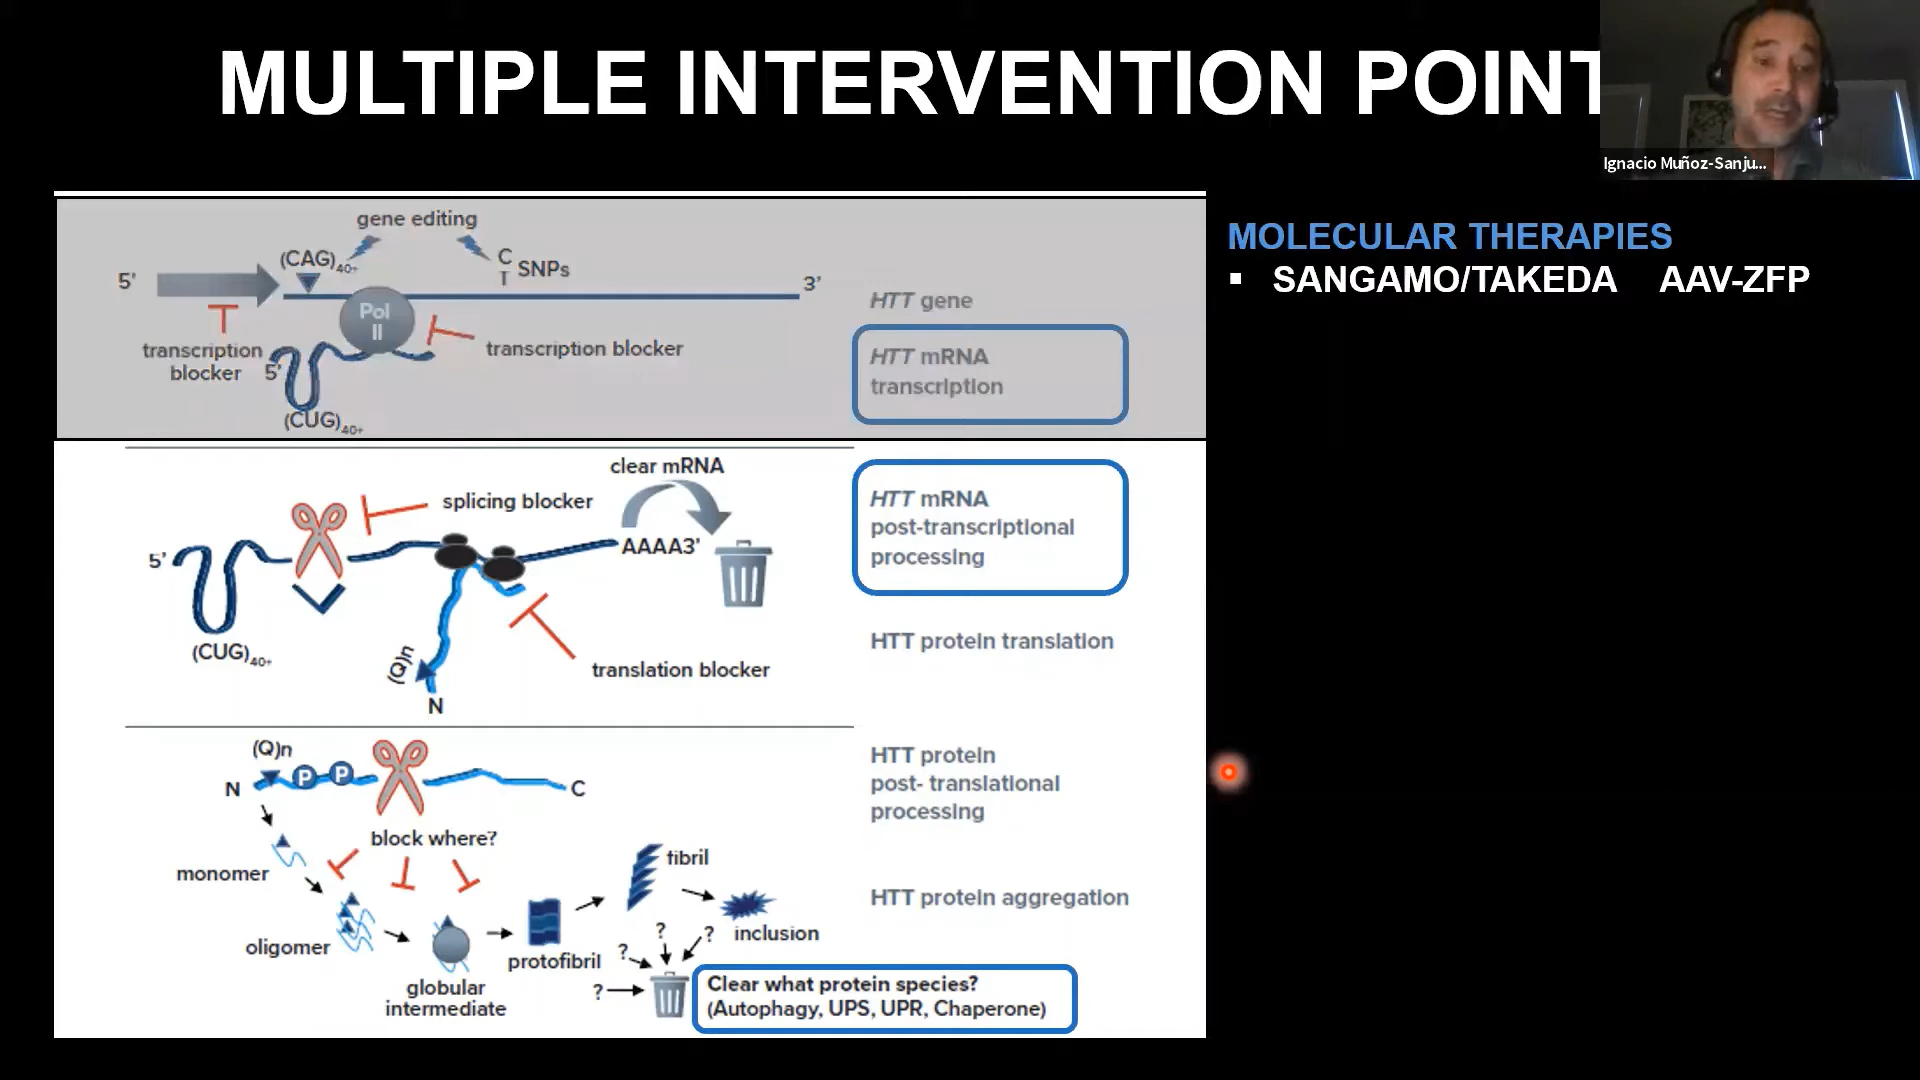 MULTIPLE INTERVENTION POINT
Ignacio Muñoz-Sanju...
gene editing
(CAG)40+
C
T
SNPs
5'
3'
Pol
II
transcription
blocker
5'
transcription blocker
(CUG)40+
HTT gene
HTT mRNA
transcription
clear mRNA
splicing blocker
5'
AAAA3'
(CUG)40+
(Q)n
N
translation blocker
HTT mRNA
post-transcriptional
processing
HTT protein translation
(Q)n
N
P
P
C
block where?
monomer
oligomer
globular
intermediate
protofibril
fibril
inclusion
?
?
?
?
Clear what protein species?
(Autophagy, UPS, UPR, Chaperone)
HTT protein
post- translational
processing
HTT protein aggregation
MOLECULAR THERAPIES
▪ SANGAMO/TAKEDA AAV-ZFP